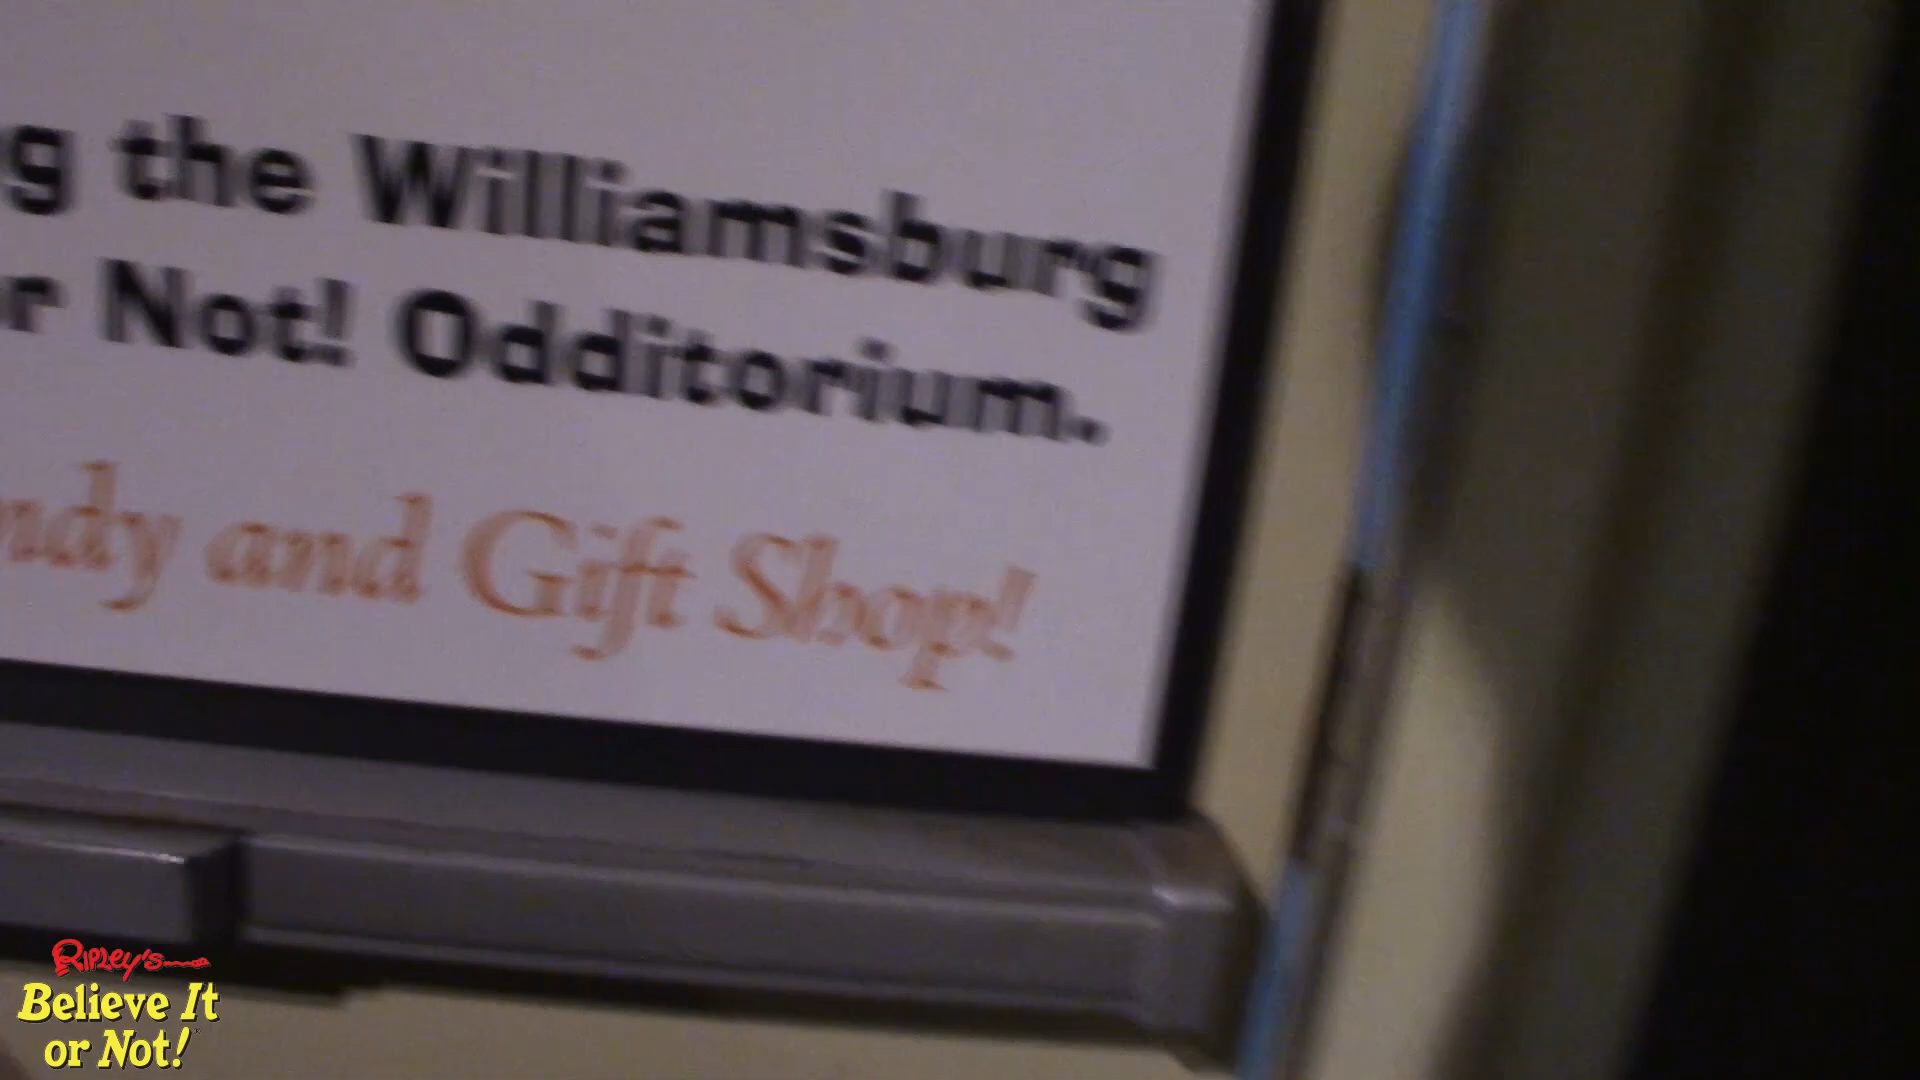 the Williamsburg
Not! Odditorium.
and Gift Shop!
Ripley's
Believe It
or Not!